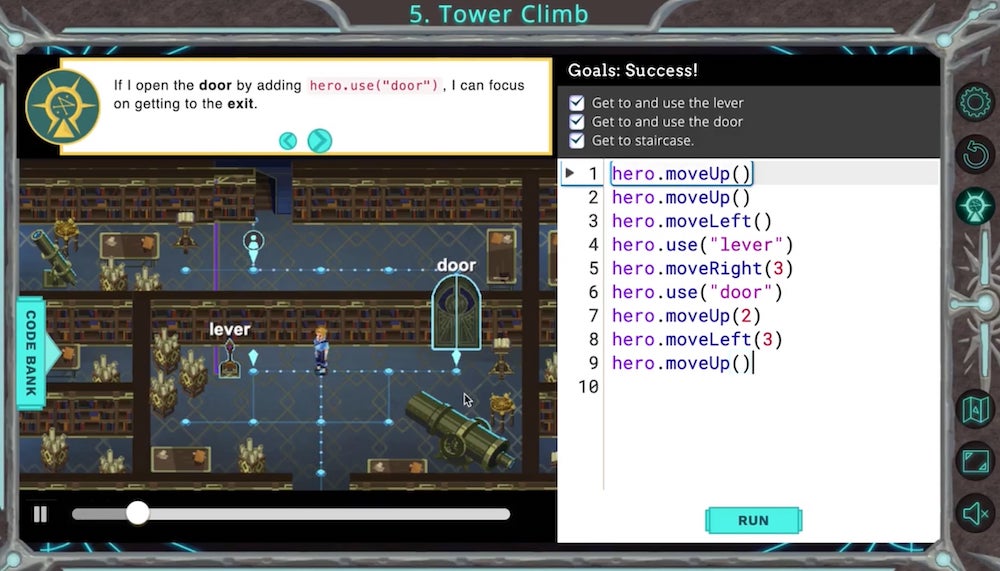 5. Tower Climb
If I open the door by adding hero.use("door") , I can focus
on getting to the exit.
Goals: Success!
Get to and use the lever
Get to and use the door
Get to staircase.
door
lever
CODE BANK
1 hero.moveUp()
2 hero.moveUp()
3 hero.moveLeft()
4 hero.use("lever")
5 hero.moveRight(3)
6 hero.use("door")
7 hero.moveUp(2)
8 hero.moveLeft(3)
9 hero.moveUp()
10
RUN